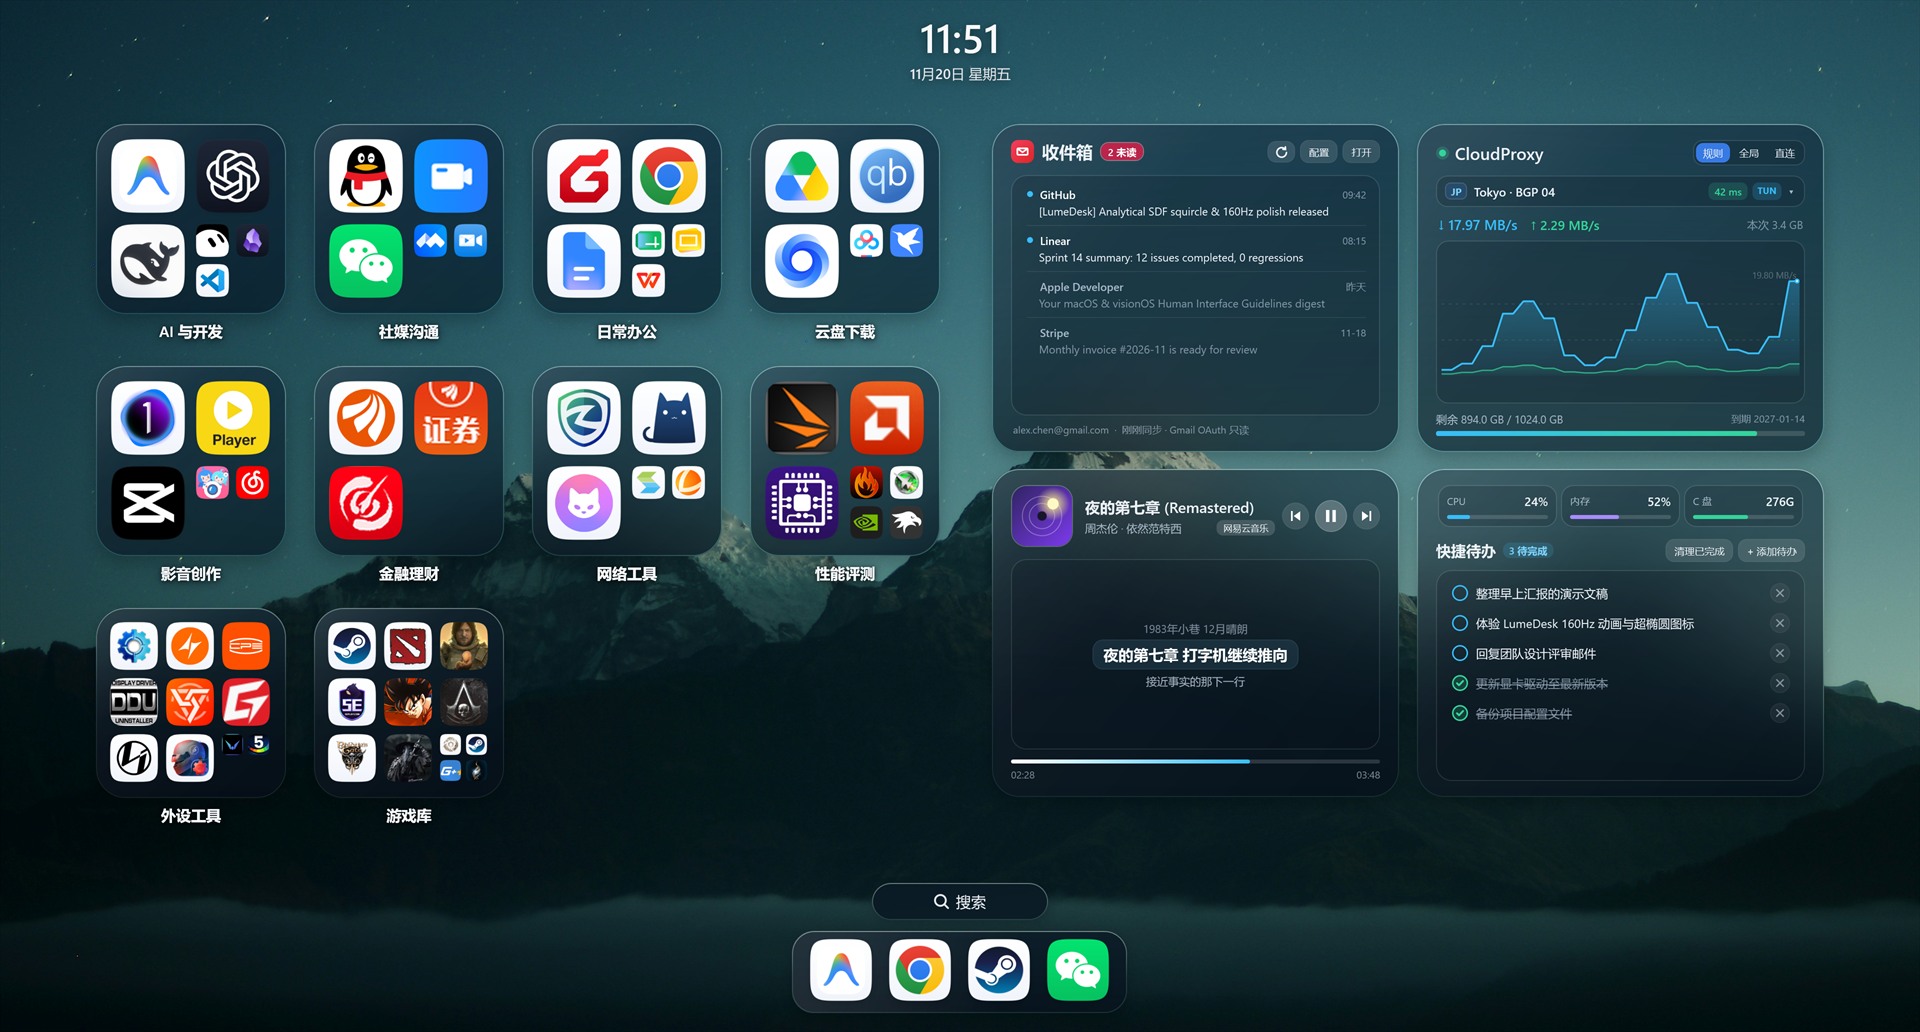 11:51
11月20日 星期五
AI 与开发
社媒沟通
日常办公
云盘下载
qb
Player
证券
影音创作
金融理财
网络工具
性能评测
DISPLAY DRIVER
DDU
UNINSTALLER
CPS
SE
5
G++
外设工具
游戏库
收件箱
2 未读
配置
打开
GitHub
09:42
[LumeDesk] Analytical SDF squircle & 160Hz polish released
Linear
08:15
Sprint 14 summary: 12 issues completed, 0 regressions
Apple Developer
昨天
Your macOS & visionOS Human Interface Guidelines digest
Stripe
11-18
Monthly invoice #2026-11 is ready for review
alex.chen@gmail.com · 刚刚同步 · Gmail OAuth 只读
CloudProxy
规则
全局
直连
JP
Tokyo · BGP 04
42 ms
TUN
↓ 17.97 MB/s
↑ 2.29 MB/s
本次 3.4 GB
19.80 MB/s
剩余 894.0 GB / 1024.0 GB
到期 2027-01-14
夜的第七章 (Remastered)
周杰伦 · 依然范特西
网易云音乐
1983年小巷 12月晴朗
夜的第七章 打字机继续推向
接近事实的那下一行
02:28
03:48
CPU
24%
内存
52%
C 盘
276G
快捷待办
3 待完成
清理已完成
+ 添加待办
整理早上汇报的演示文稿
体验 LumeDesk 160Hz 动画与超椭圆图标
回复团队设计评审邮件
更新显卡驱动至最新版本
备份项目配置文件
搜索